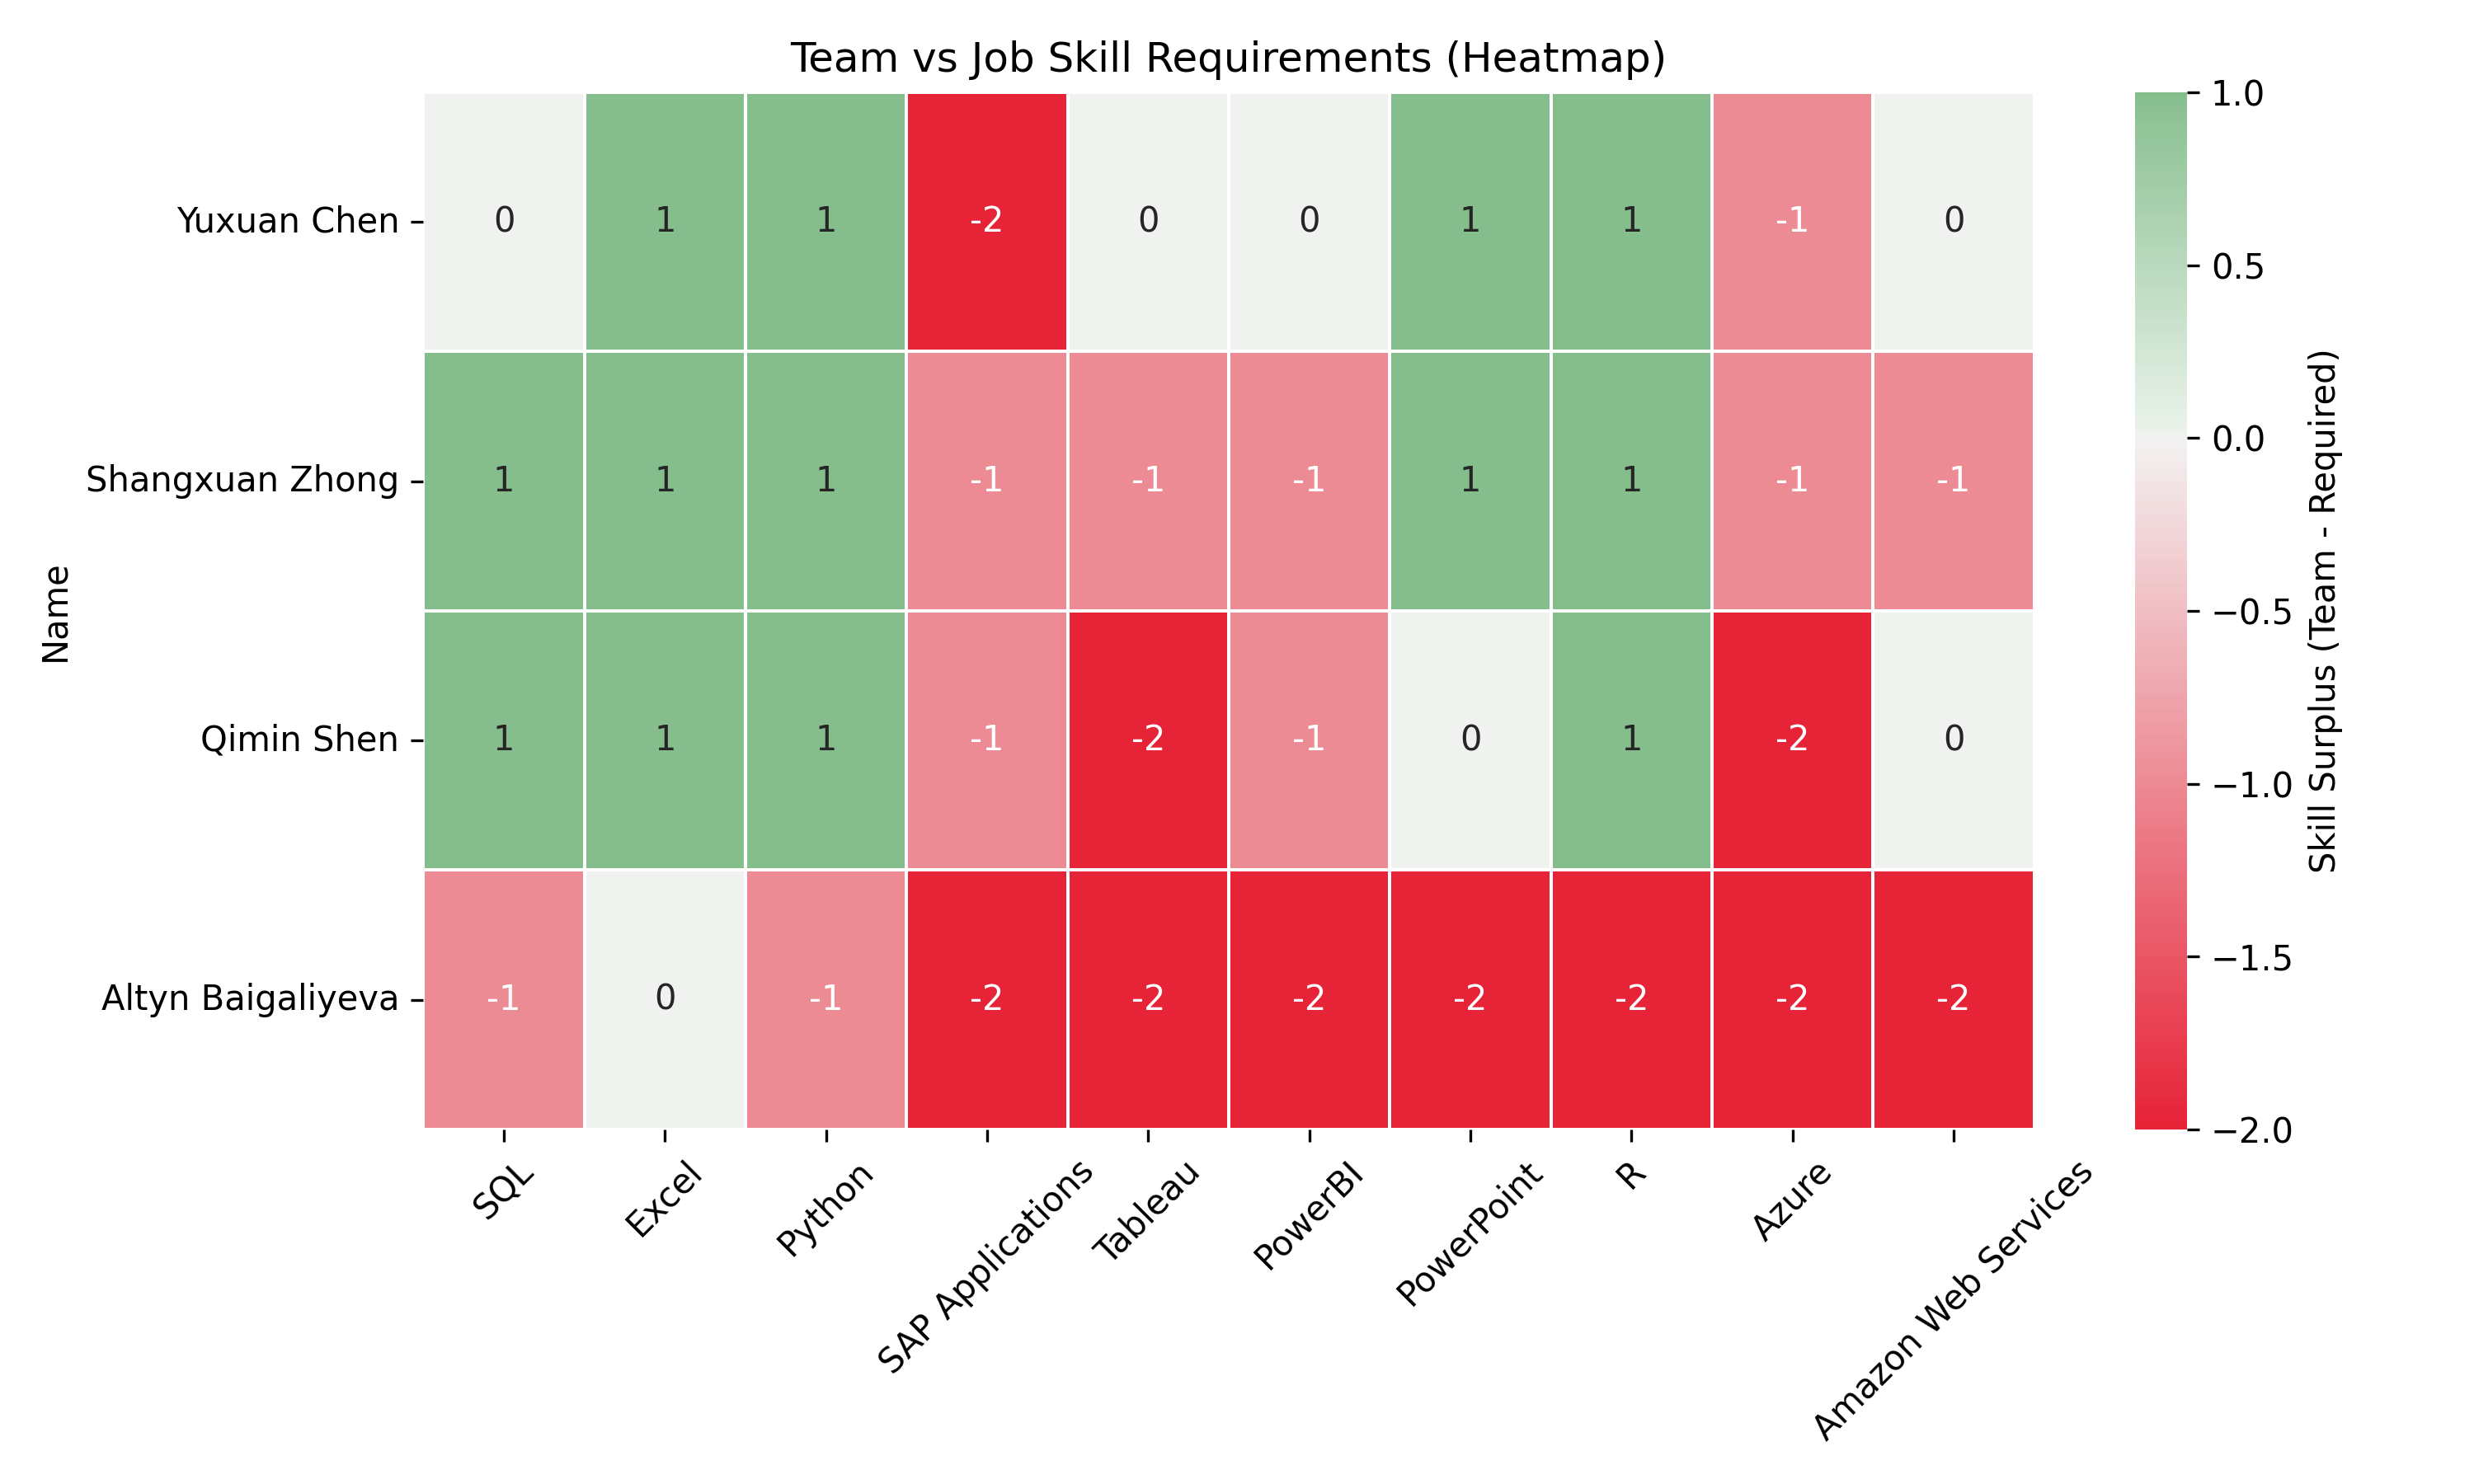 Team vs Job Skill Requirements (Heatmap)
Name
Yuxuan Chen
0 1 1 -2 0 0 1 1 -1 0
Shangxuan Zhong
1 1 1 -1 -1 -1 1 1 -1 -1
Qimin Shen
1 1 1 -1 -2 -1 0 1 -2 0
Altyn Baigaliyeva
-1 0 -1 -2 -2 -2 -2 -2 -2 -2
SQL
Excel
Python
SAP Applications
Tableau
PowerBI
PowerPoint
R
Azure
Amazon Web Services
1.0
0.5
0.0
−0.5
−1.0
−1.5
−2.0
Skill Surplus (Team - Required)